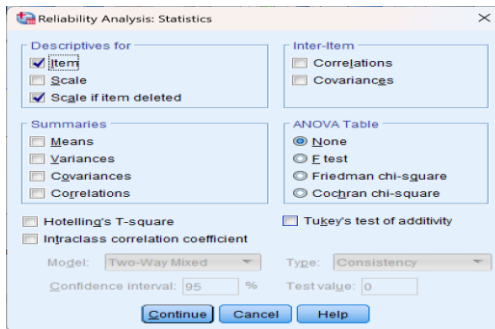 Reliability Analysis: Statistics
Descriptives for
Item
Scale
Scale if item deleted
Inter-Item
Correlations
Covariances
Summaries
Means
Variances
Covariances
Correlations
ANOVA Table
None
F test
Friedman chi-square
Cochran chi-square
Hotelling's T-square
Tukey's test of additivity
Intraclass correlation coefficient
Model: Two-Way Mixed Type: Consistency
Confidence interval: 95 % Test value: 0
Continue Cancel Help